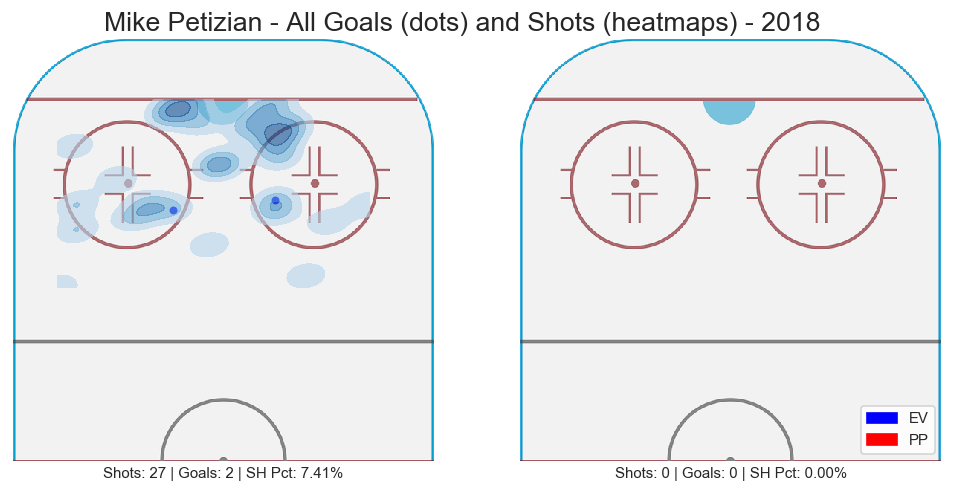 Mike Petizian - All Goals (dots) and Shots (heatmaps) - 2018
EV
PP
Shots: 27 | Goals: 2 | SH Pct: 7.41%
Shots: 0 | Goals: 0 | SH Pct: 0.00%